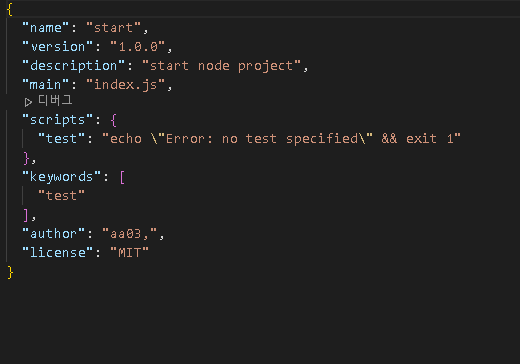 {
"name": "start",
"version": "1.0.0",
"description": "start node project",
"main": "index.js",
▷ 디버그
"scripts": {
"test": "echo \"Error: no test specified\" && exit 1"
},
"keywords": [
"test"
],
"author": "aa03,",
"license": "MIT"
}